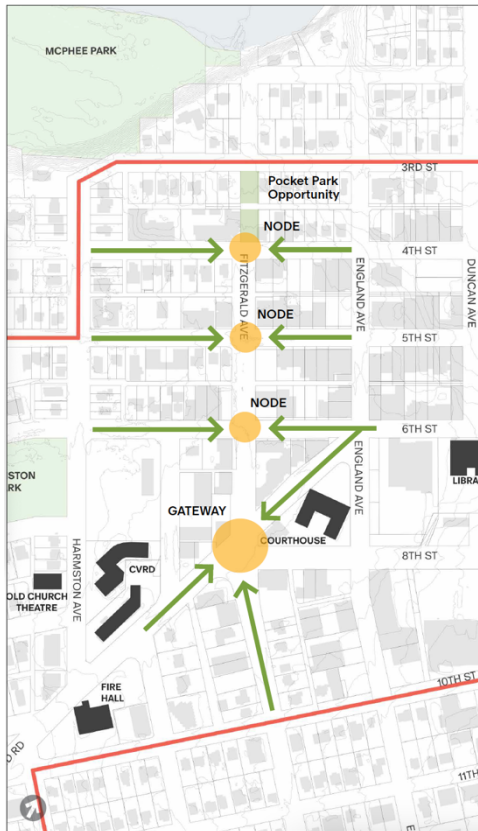 MCPHEE PARK
3RD ST
Pocket Park
Opportunity
NODE
4TH ST
FITZGERALD AVE
ENGLAND AVE
DUNCAN AVE
NODE
5TH ST
NODE
6TH ST
STON
RK
ENGLAND AVE
LIBRA
GATEWAY
COURTHOUSE
8TH ST
HARMSTON AVE
CVRD
OLD CHURCH
THEATRE
10TH ST
FIRE
HALL
D RD
11TH
E